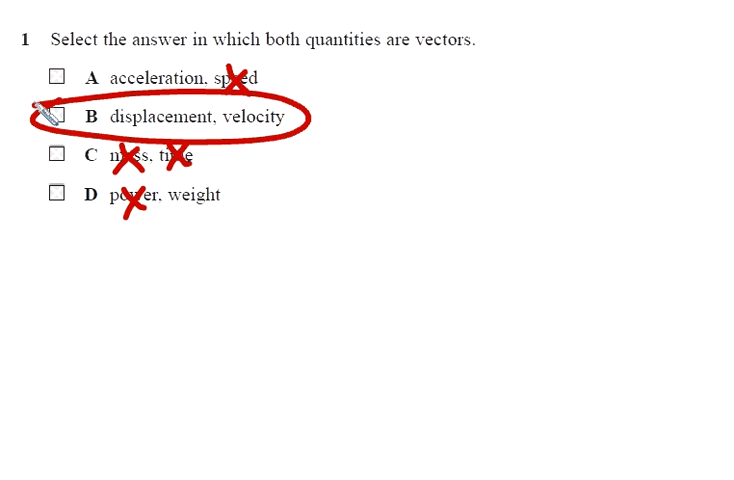 1 Select the answer in which both quantities are vectors.
A acceleration, speed
B displacement, velocity
C mass, time
D power, weight